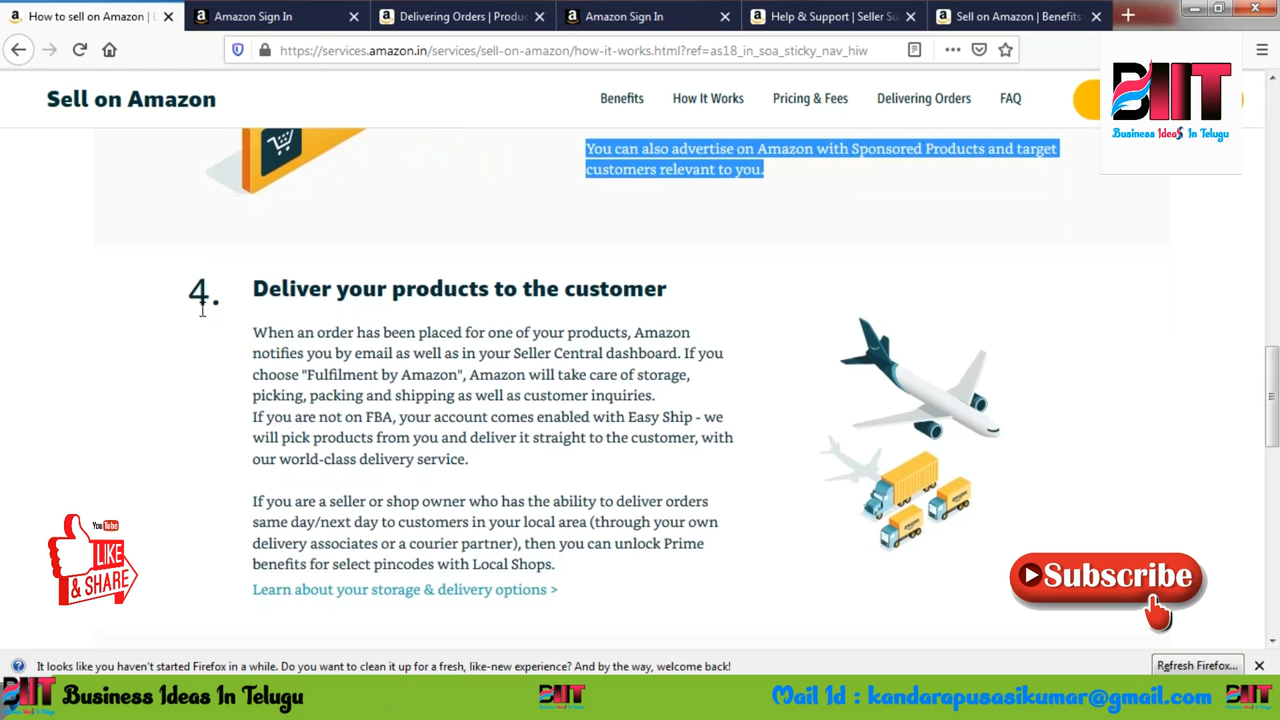 How to sell on Amazon |
Amazon Sign In
Delivering Orders | Produ
Amazon Sign In
Help & Support | Seller Su
Sell on Amazon | Benefits
https://services.amazon.in/services/sell-on-amazon/how-it-works.html?ref=as18_in_soa_sticky_nav_hiw
Sell on Amazon
Benefits
How It Works
Pricing & Fees
Delivering Orders
FAQ
BIIT
Business Ideas In Telugu
You can also advertise on Amazon with Sponsored Products and target
customers relevant to you.
4.
Deliver your products to the customer
When an order has been placed for one of your products, Amazon
notifies you by email as well as in your Seller Central dashboard. If you
choose "Fulfilment by Amazon", Amazon will take care of storage,
picking, packing and shipping as well as customer inquiries.
If you are not on FBA, your account comes enabled with Easy Ship - we
will pick products from you and deliver it straight to the customer, with
our world-class delivery service.
If you are a seller or shop owner who has the ability to deliver orders
same day/next day to customers in your local area (through your own
delivery associates or a courier partner), then you can unlock Prime
benefits for select pincodes with Local Shops.
Learn about your storage & delivery options >
You Tube
LIKE
& SHARE
Subscribe
It looks like you haven't started Firefox in a while. Do you want to clean it up for a fresh, like-new experience? And by the way, welcome back!
Refresh Firefox...
BIIT
Business Ideas In Telugu
BIIT
Mail Id : kandarapusasikumar@gmail.com
BIIT